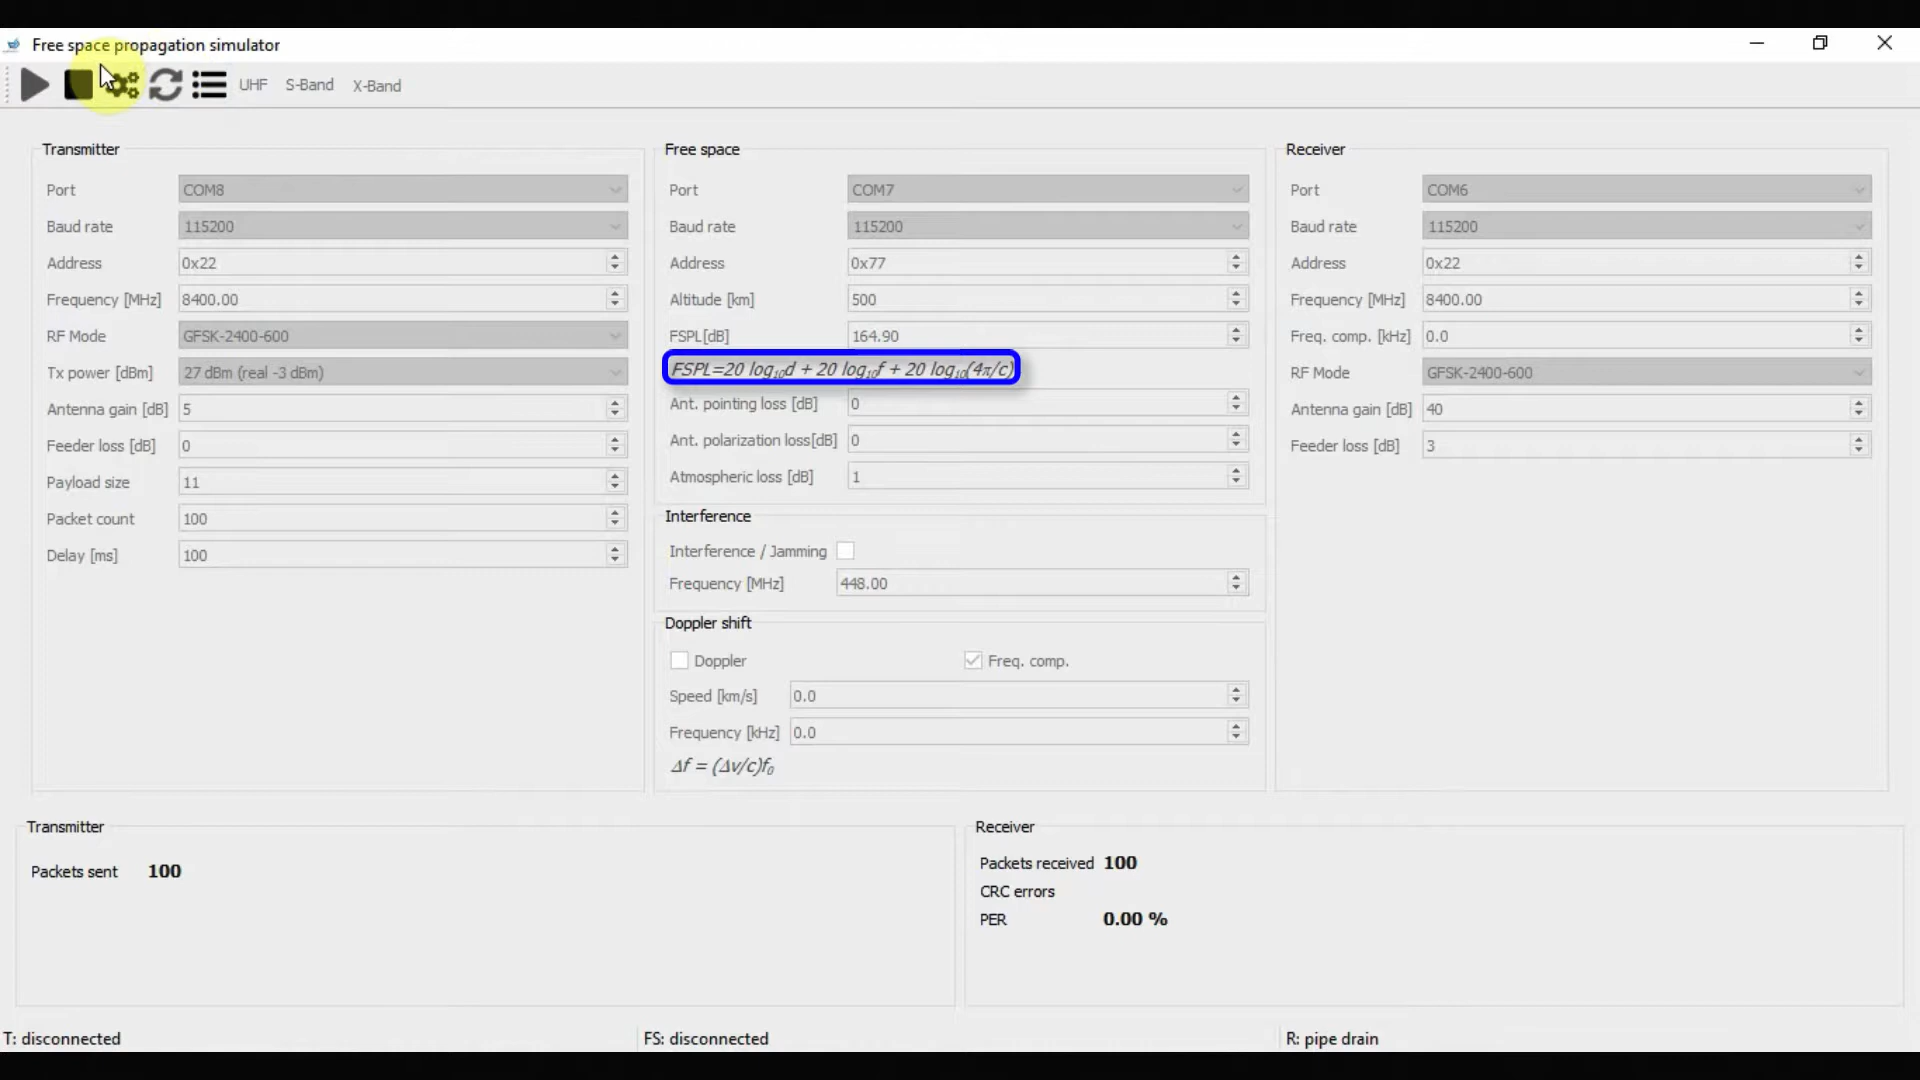 Free space propagation simulator
UHF S-Band X-Band
Transmitter
Port COM8
Baud rate 115200
Address 0x22
Frequency [MHz] 8400.00
RF Mode GFSK-2400-600
Tx power [dBm] 27 dBm (real -3 dBm)
Antenna gain [dB] 5
Feeder loss [dB] 0
Payload size 11
Packet count 100
Delay [ms] 100
Free space
Port COM7
Baud rate 115200
Address 0x77
Altitude [km] 500
FSPL[dB] 164.90
FSPL=20 log₁₀d + 20 log₁₀f + 20 log₁₀(4π/c)
Ant. pointing loss [dB] 0
Ant. polarization loss[dB] 0
Atmospheric loss [dB] 1
Interference
Interference / Jamming
Frequency [MHz] 448.00
Doppler shift
Doppler Freq. comp.
Speed [km/s] 0.0
Frequency [kHz] 0.0
Δf = (Δv/c)f₀
Receiver
Port COM6
Baud rate 115200
Address 0x22
Frequency [MHz] 8400.00
Freq. comp. [kHz] 0.0
RF Mode GFSK-2400-600
Antenna gain [dB] 40
Feeder loss [dB] 3
Transmitter
Packets sent 100
Receiver
Packets received 100
CRC errors
PER 0.00 %
T: disconnected
FS: disconnected
R: pipe drain